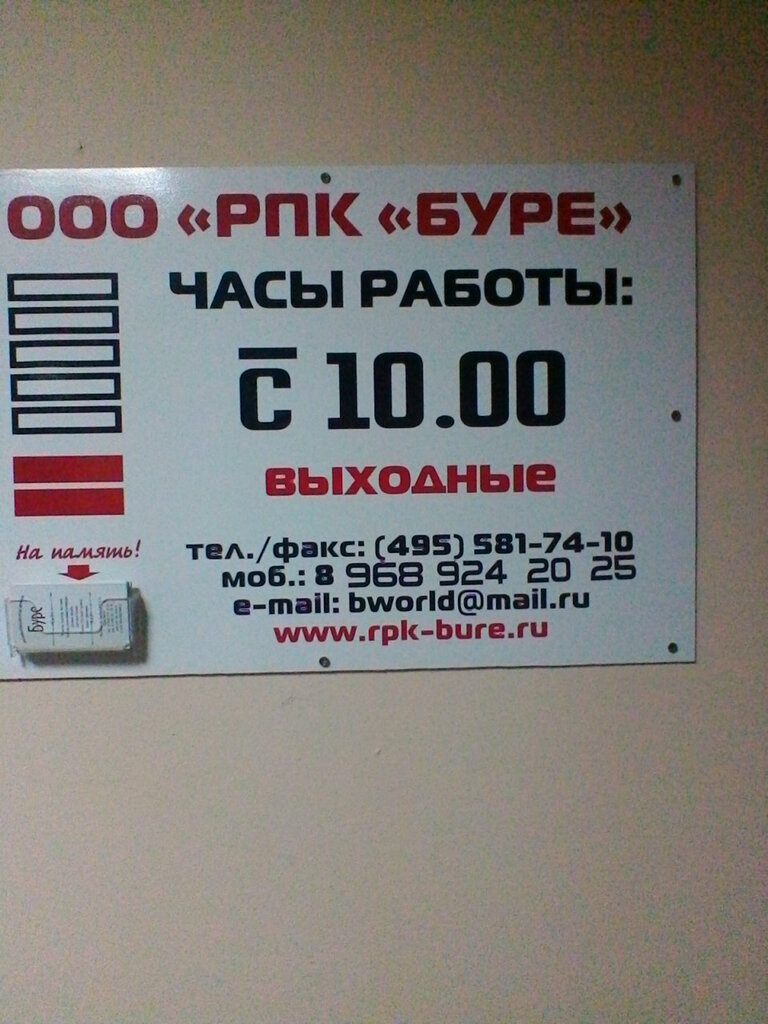 ООО «РПК «БУРЕ»
ЧАСЫ РАБОТЫ:
с 10.00
ВЫХОДНЫЕ
На память!
тел./факс: (495) 581-74-10
моб.: 8 968 924 20 25
e-mail: bworld@mail.ru
www.rpk-bure.ru
Буре